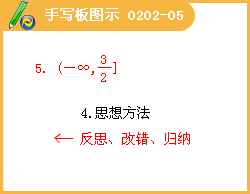 手写板图示 0202-05
5. (-∞,3/2]
4.思想方法
← 反思、改错、归纳